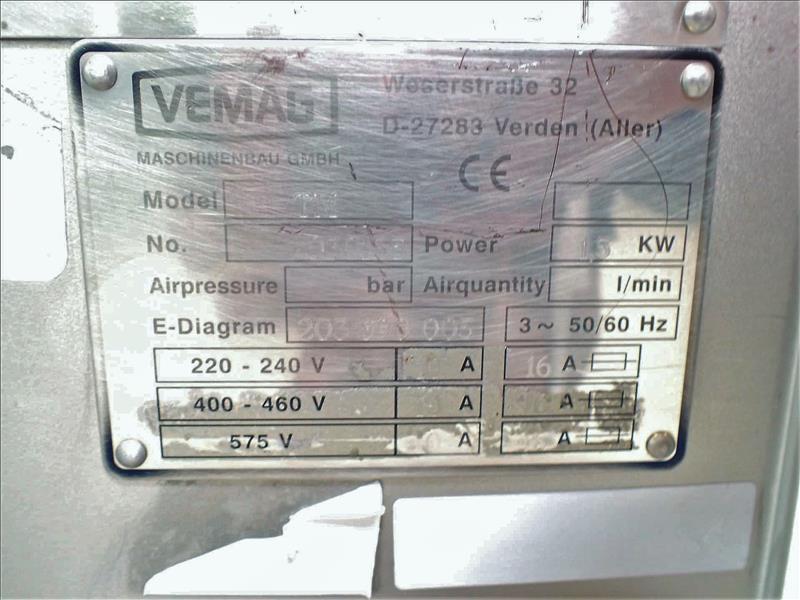 VEMAG
Weserstraße 32
D-27283 Verden (Aller)
MASCHINENBAU GMBH
CE
Model
No. Power 15 KW
Airpressure bar Airquantity l/min
E-Diagram 3~ 50/60 Hz
220 - 240 V A 16 A
400 - 460 V A A
575 V A A